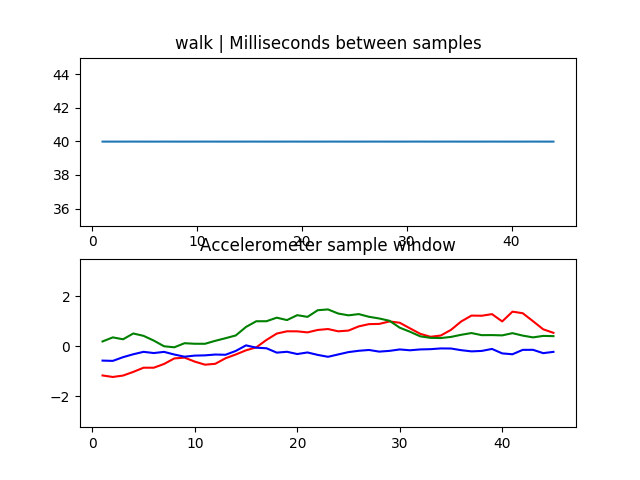 walk | Milliseconds between samples
44
42
40
38
36
0 10 20 30 40
Accelerometer sample window
2
0
−2
0 10 20 30 40